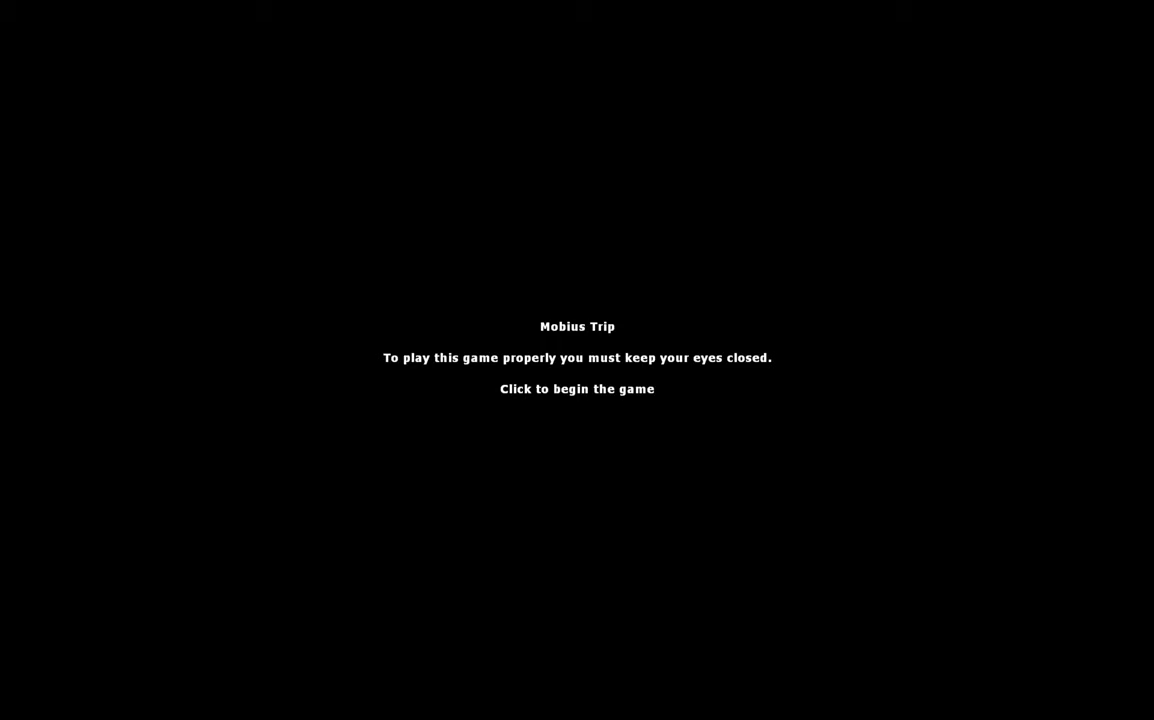 Mobius Trip
To play this game properly you must keep your eyes closed.
Click to begin the game